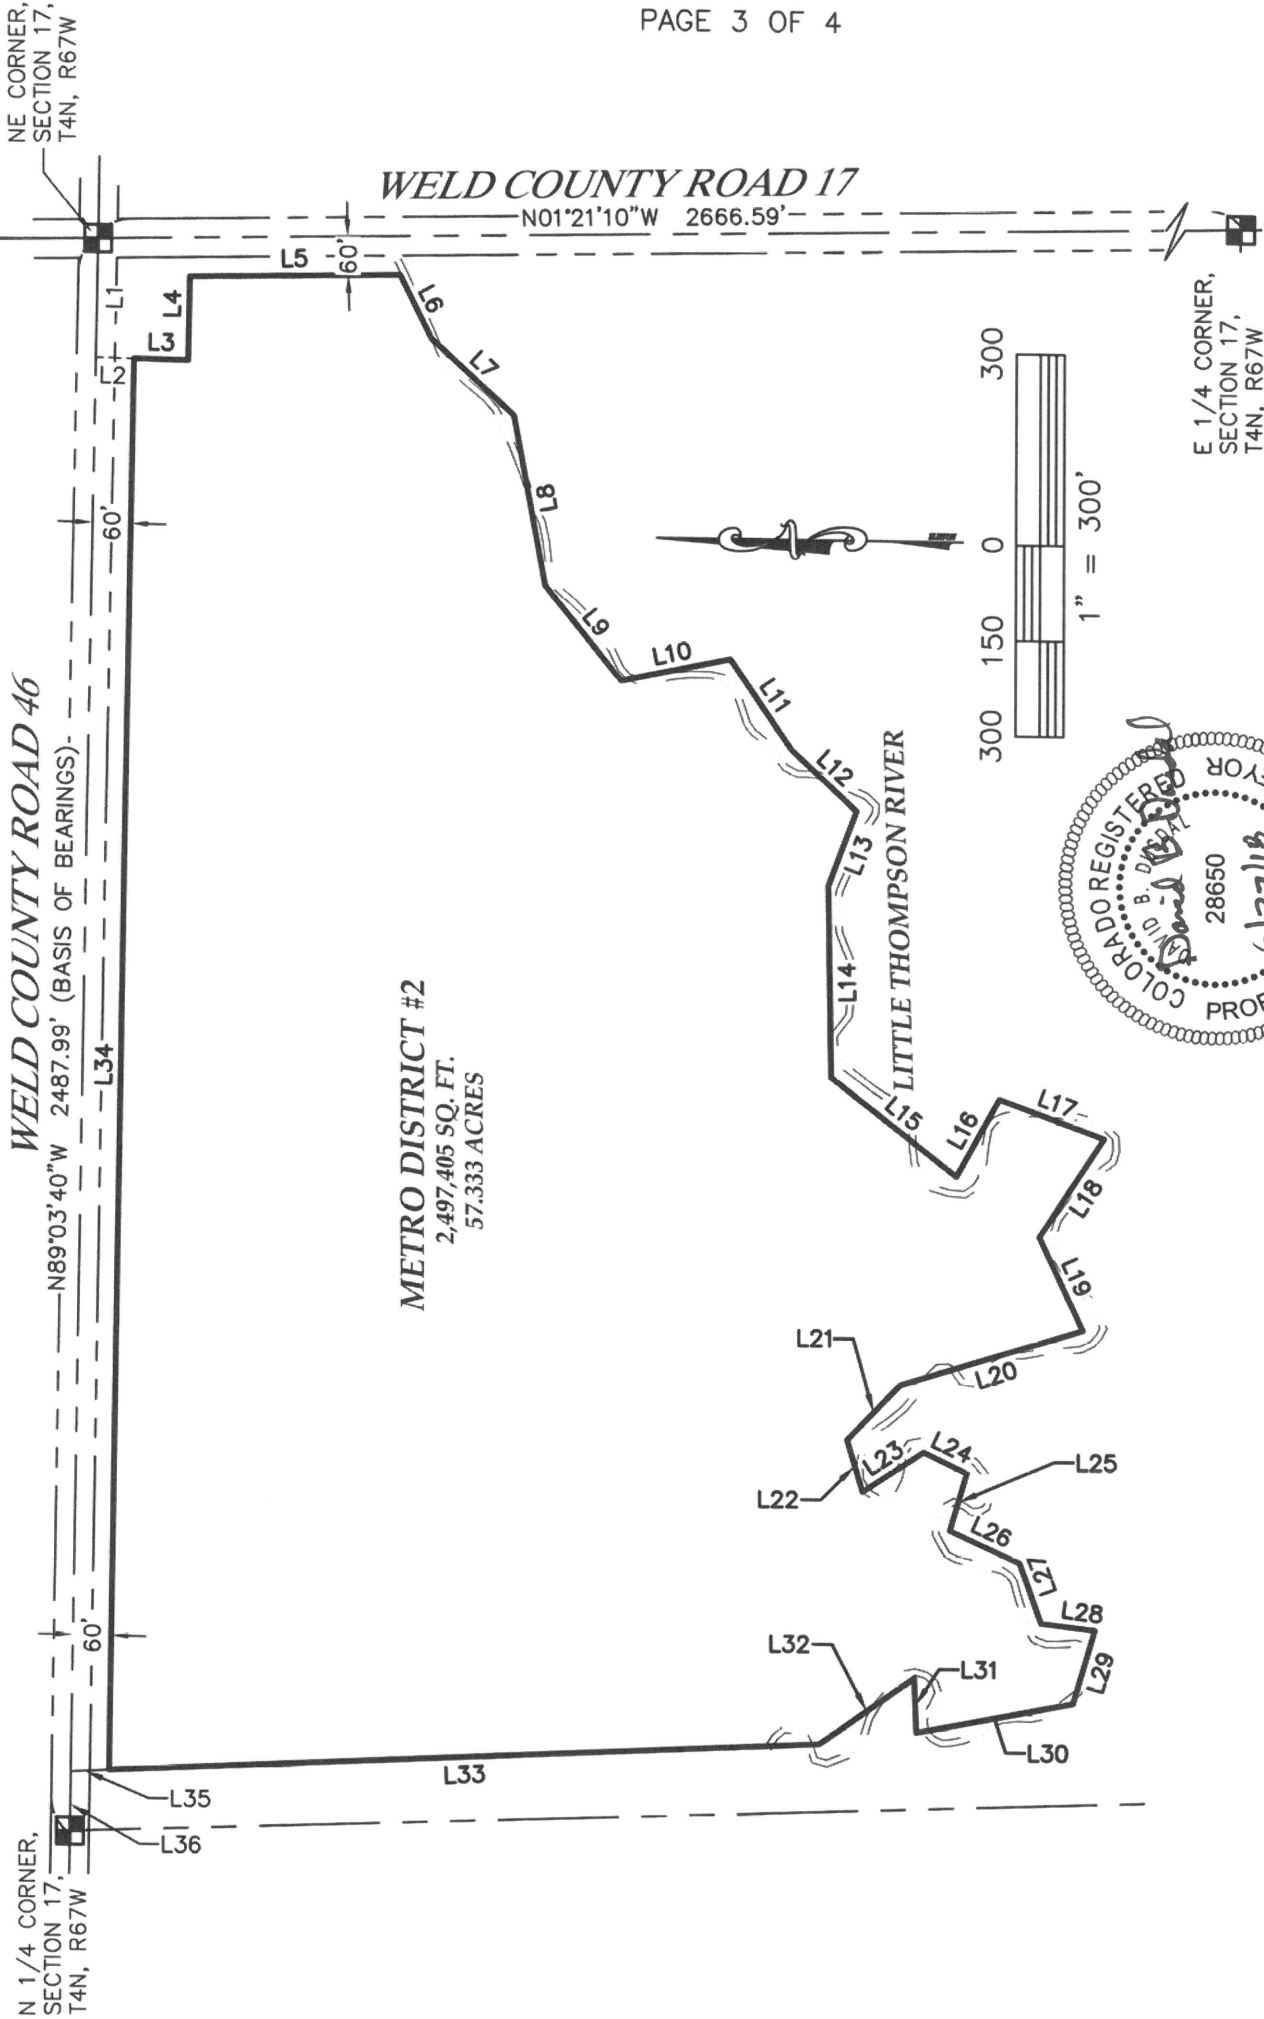 PAGE 3 OF 4
NE CORNER,
SECTION 17,
T4N, R67W
WELD COUNTY ROAD 17
N01°21'10"W 2666.59'
L1
L2
L3
L4
L5
60'
L6
L7
L8
L9
L10
L11
L12
L13
L14
L15
L16
L17
L18
L19
L20
L21
L22
L23
L24
L25
L26
L27
L28
L29
L30
L31
L32
L33
L34
L35
L36
60'
60'
WELD COUNTY ROAD 46
N89°03'40"W 2487.99' (BASIS OF BEARINGS)
METRO DISTRICT #2
2,497,405 SQ. FT.
57.333 ACRES
LITTLE THOMPSON RIVER
300 150 0 300
1" = 300'
E 1/4 CORNER,
SECTION 17,
T4N, R67W
N 1/4 CORNER,
SECTION 17,
T4N, R67W
COLORADO REGISTERED
DAVID B.
28650